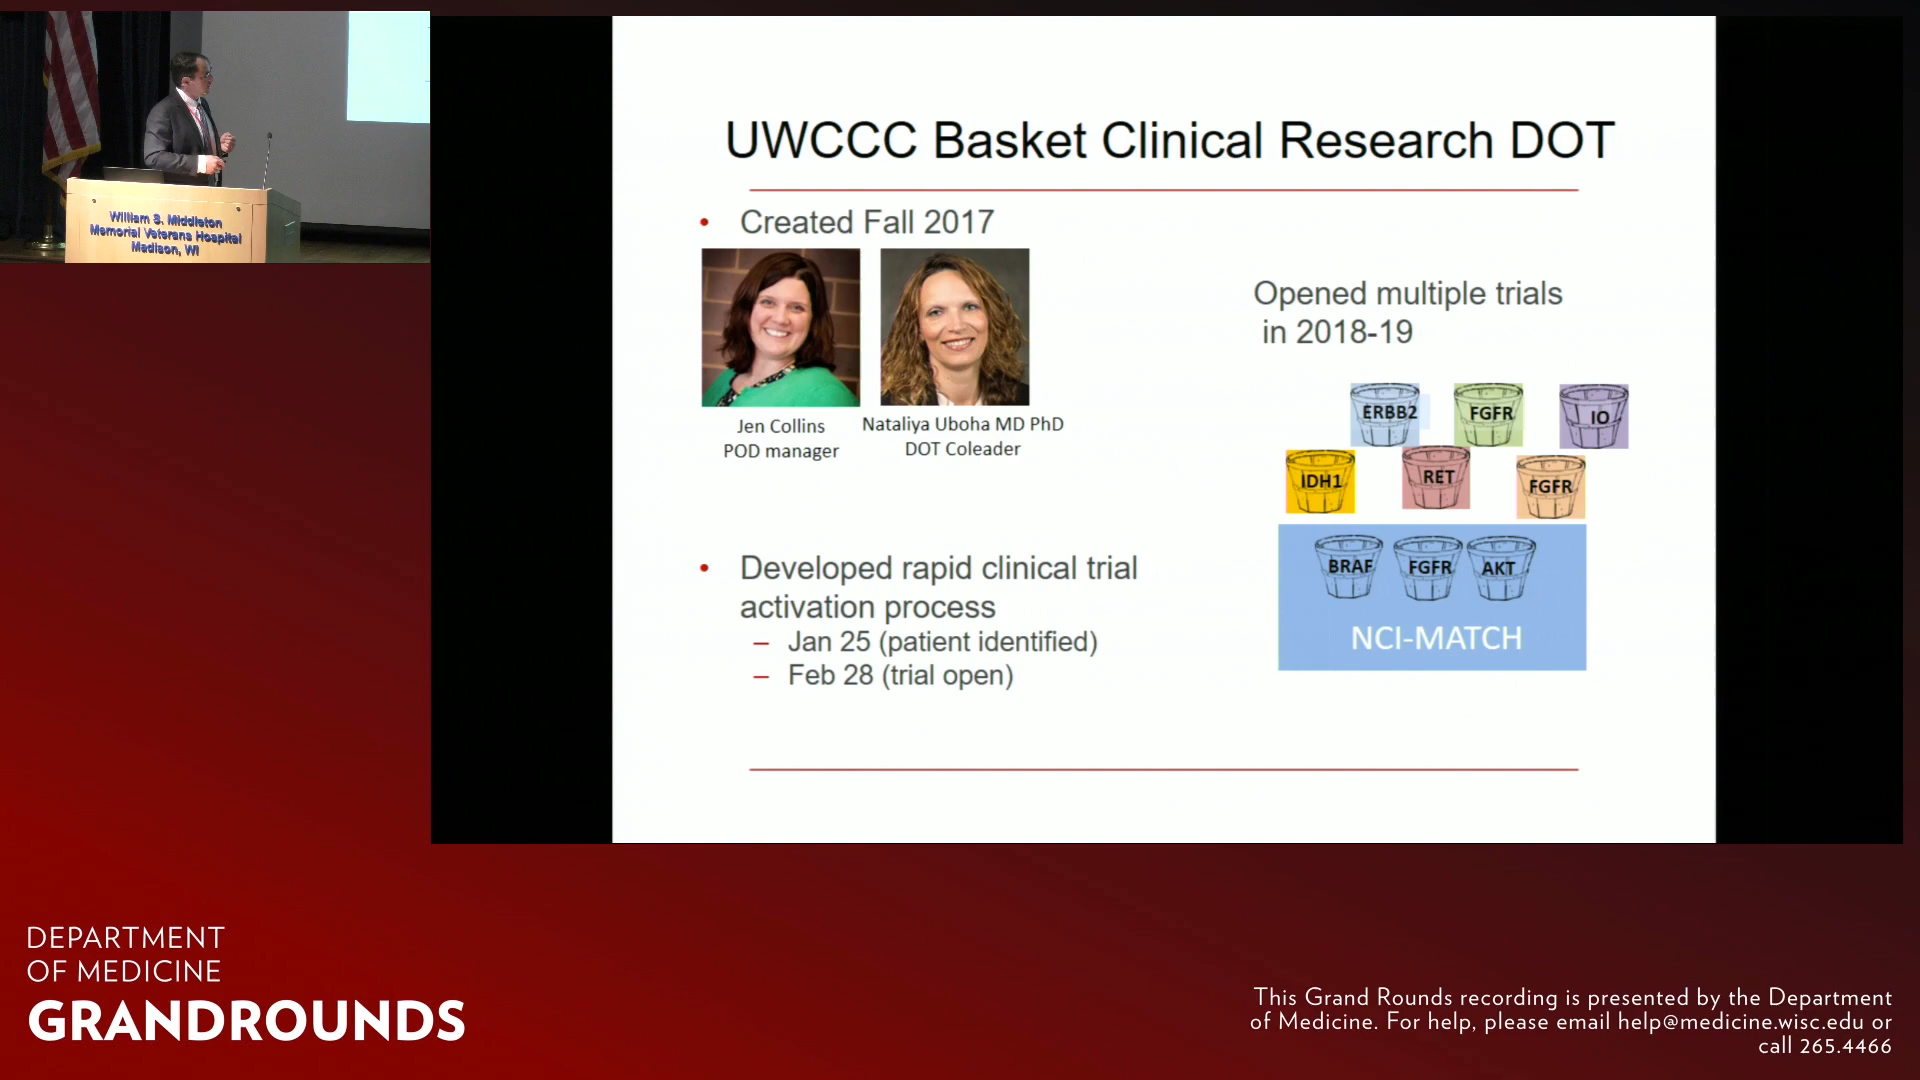 William S. Middleton
Memorial Veterans Hospital
Madison, WI
UWCCC Basket Clinical Research DOT
• Created Fall 2017
Jen Collins
POD manager
Nataliya Uboha MD PhD
DOT Coleader
• Developed rapid clinical trial
activation process
– Jan 25 (patient identified)
– Feb 28 (trial open)
Opened multiple trials
in 2018-19
ERBB2
FGFR
IO
IDH1
RET
FGFR
BRAF
FGFR
AKT
NCI-MATCH
DEPARTMENT
OF MEDICINE
GRANDROUNDS
This Grand Rounds recording is presented by the Department
of Medicine. For help, please email help@medicine.wisc.edu or
call 265.4466